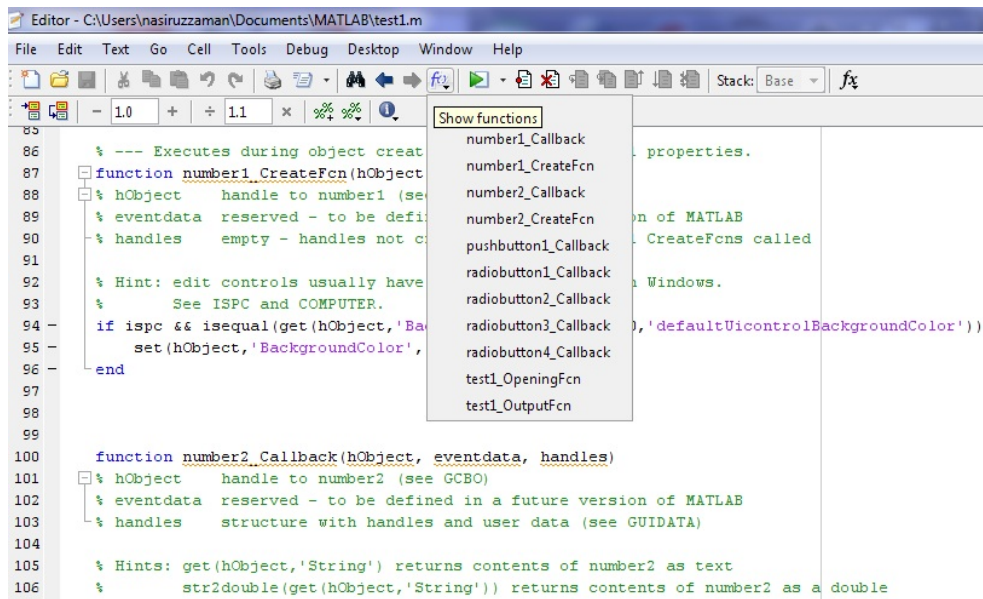 Editor - C:\Users\nasiruzzaman\Documents\MATLAB\test1.m
File Edit Text Go Cell Tools Debug Desktop Window Help
Stack: Base fx
- 1.0 + ÷ 1.1 ×
Show functions
number1_Callback
number1_CreateFcn
number2_Callback
number2_CreateFcn
pushbutton1_Callback
radiobutton1_Callback
radiobutton2_Callback
radiobutton3_Callback
radiobutton4_Callback
test1_OpeningFcn
test1_OutputFcn
85
86 % --- Executes during object creat properties.
87 function number1_CreateFcn(hObject
88 % hObject handle to number1 (se
89 % eventdata reserved - to be defi on of MATLAB
90 % handles empty - handles not c CreateFcns called
91
92 % Hint: edit controls usually have Windows.
93 % See ISPC and COMPUTER.
94 - if ispc && isequal(get(hObject,'Ba ,'defaultUicontrolBackgroundColor'))
95 - set(hObject,'BackgroundColor',
96 - end
97
98
99
100 function number2_Callback(hObject, eventdata, handles)
101 % hObject handle to number2 (see GCBO)
102 % eventdata reserved - to be defined in a future version of MATLAB
103 % handles structure with handles and user data (see GUIDATA)
104
105 % Hints: get(hObject,'String') returns contents of number2 as text
106 % str2double(get(hObject,'String')) returns contents of number2 as a double